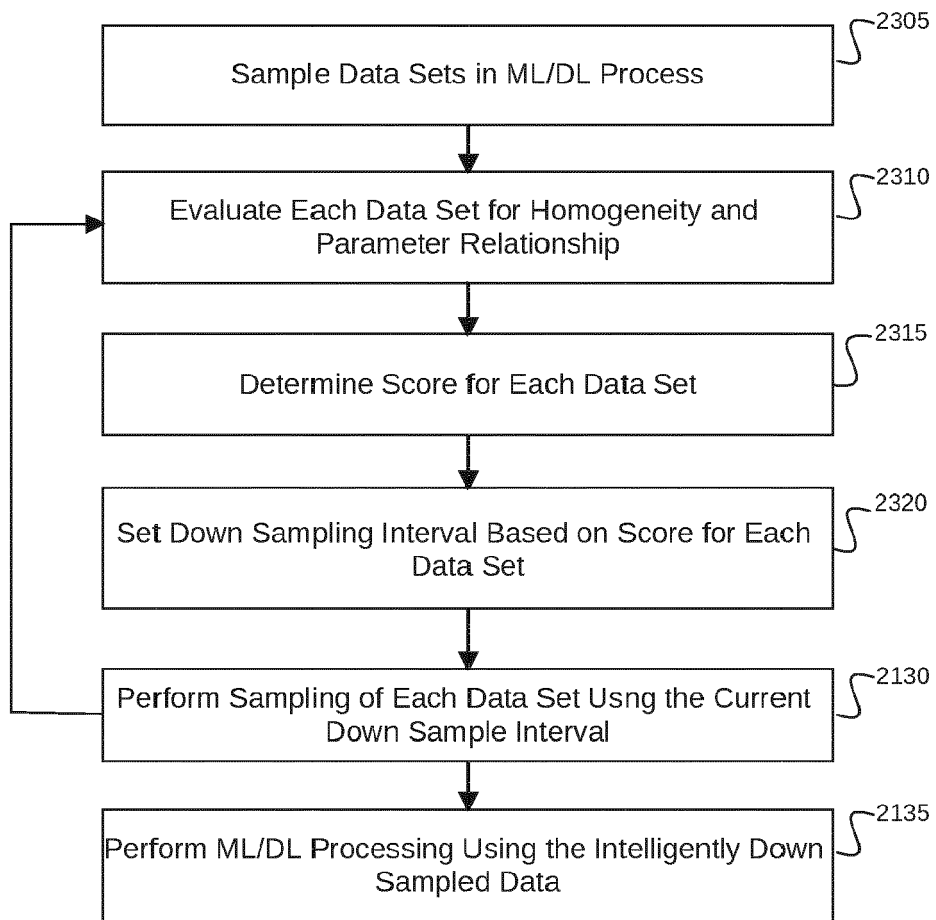 2305
Sample Data Sets in ML/DL Process
2310
Evaluate Each Data Set for Homogeneity and
Parameter Relationship
2315
Determine Score for Each Data Set
2320
Set Down Sampling Interval Based on Score for Each
Data Set
2130
Perform Sampling of Each Data Set Usng the Current
Down Sample Interval
2135
Perform ML/DL Processing Using the Intelligently Down
Sampled Data